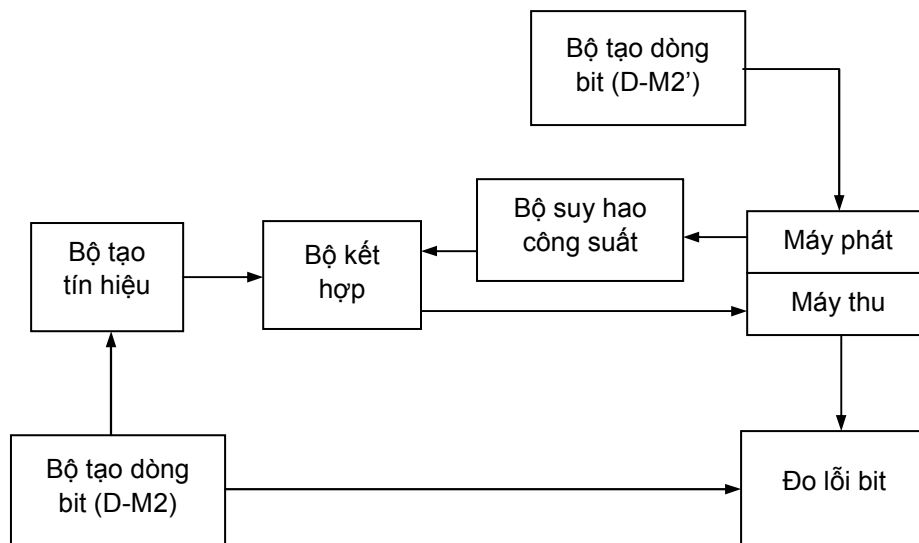 Bộ tạo dòng
bit (D-M2’)
Bộ suy hao
công suất
Máy phát
Bộ tạo
tín hiệu
Bộ kết
hợp
Máy thu
Bộ tạo dòng
bit (D-M2)
Đo lỗi bit